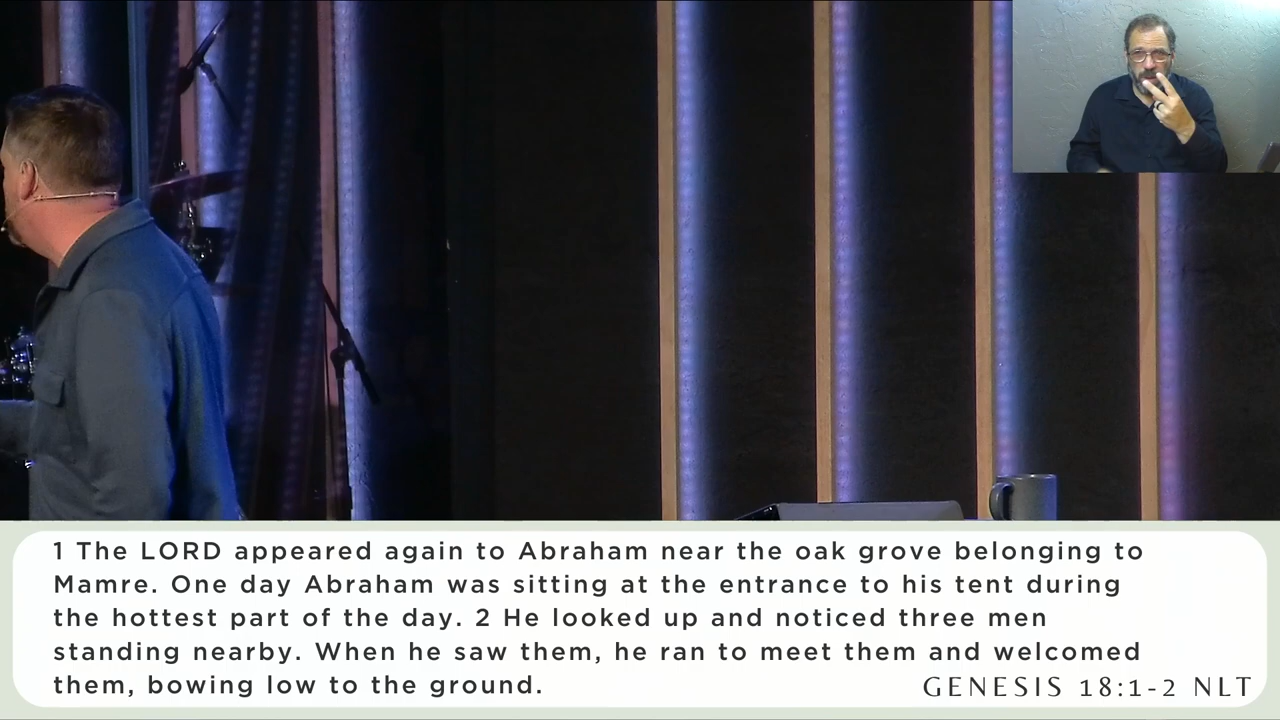 1 The LORD appeared again to Abraham near the oak grove belonging to
Mamre. One day Abraham was sitting at the entrance to his tent during
the hottest part of the day. 2 He looked up and noticed three men
standing nearby. When he saw them, he ran to meet them and welcomed
them, bowing low to the ground.
GENESIS 18:1-2 NLT